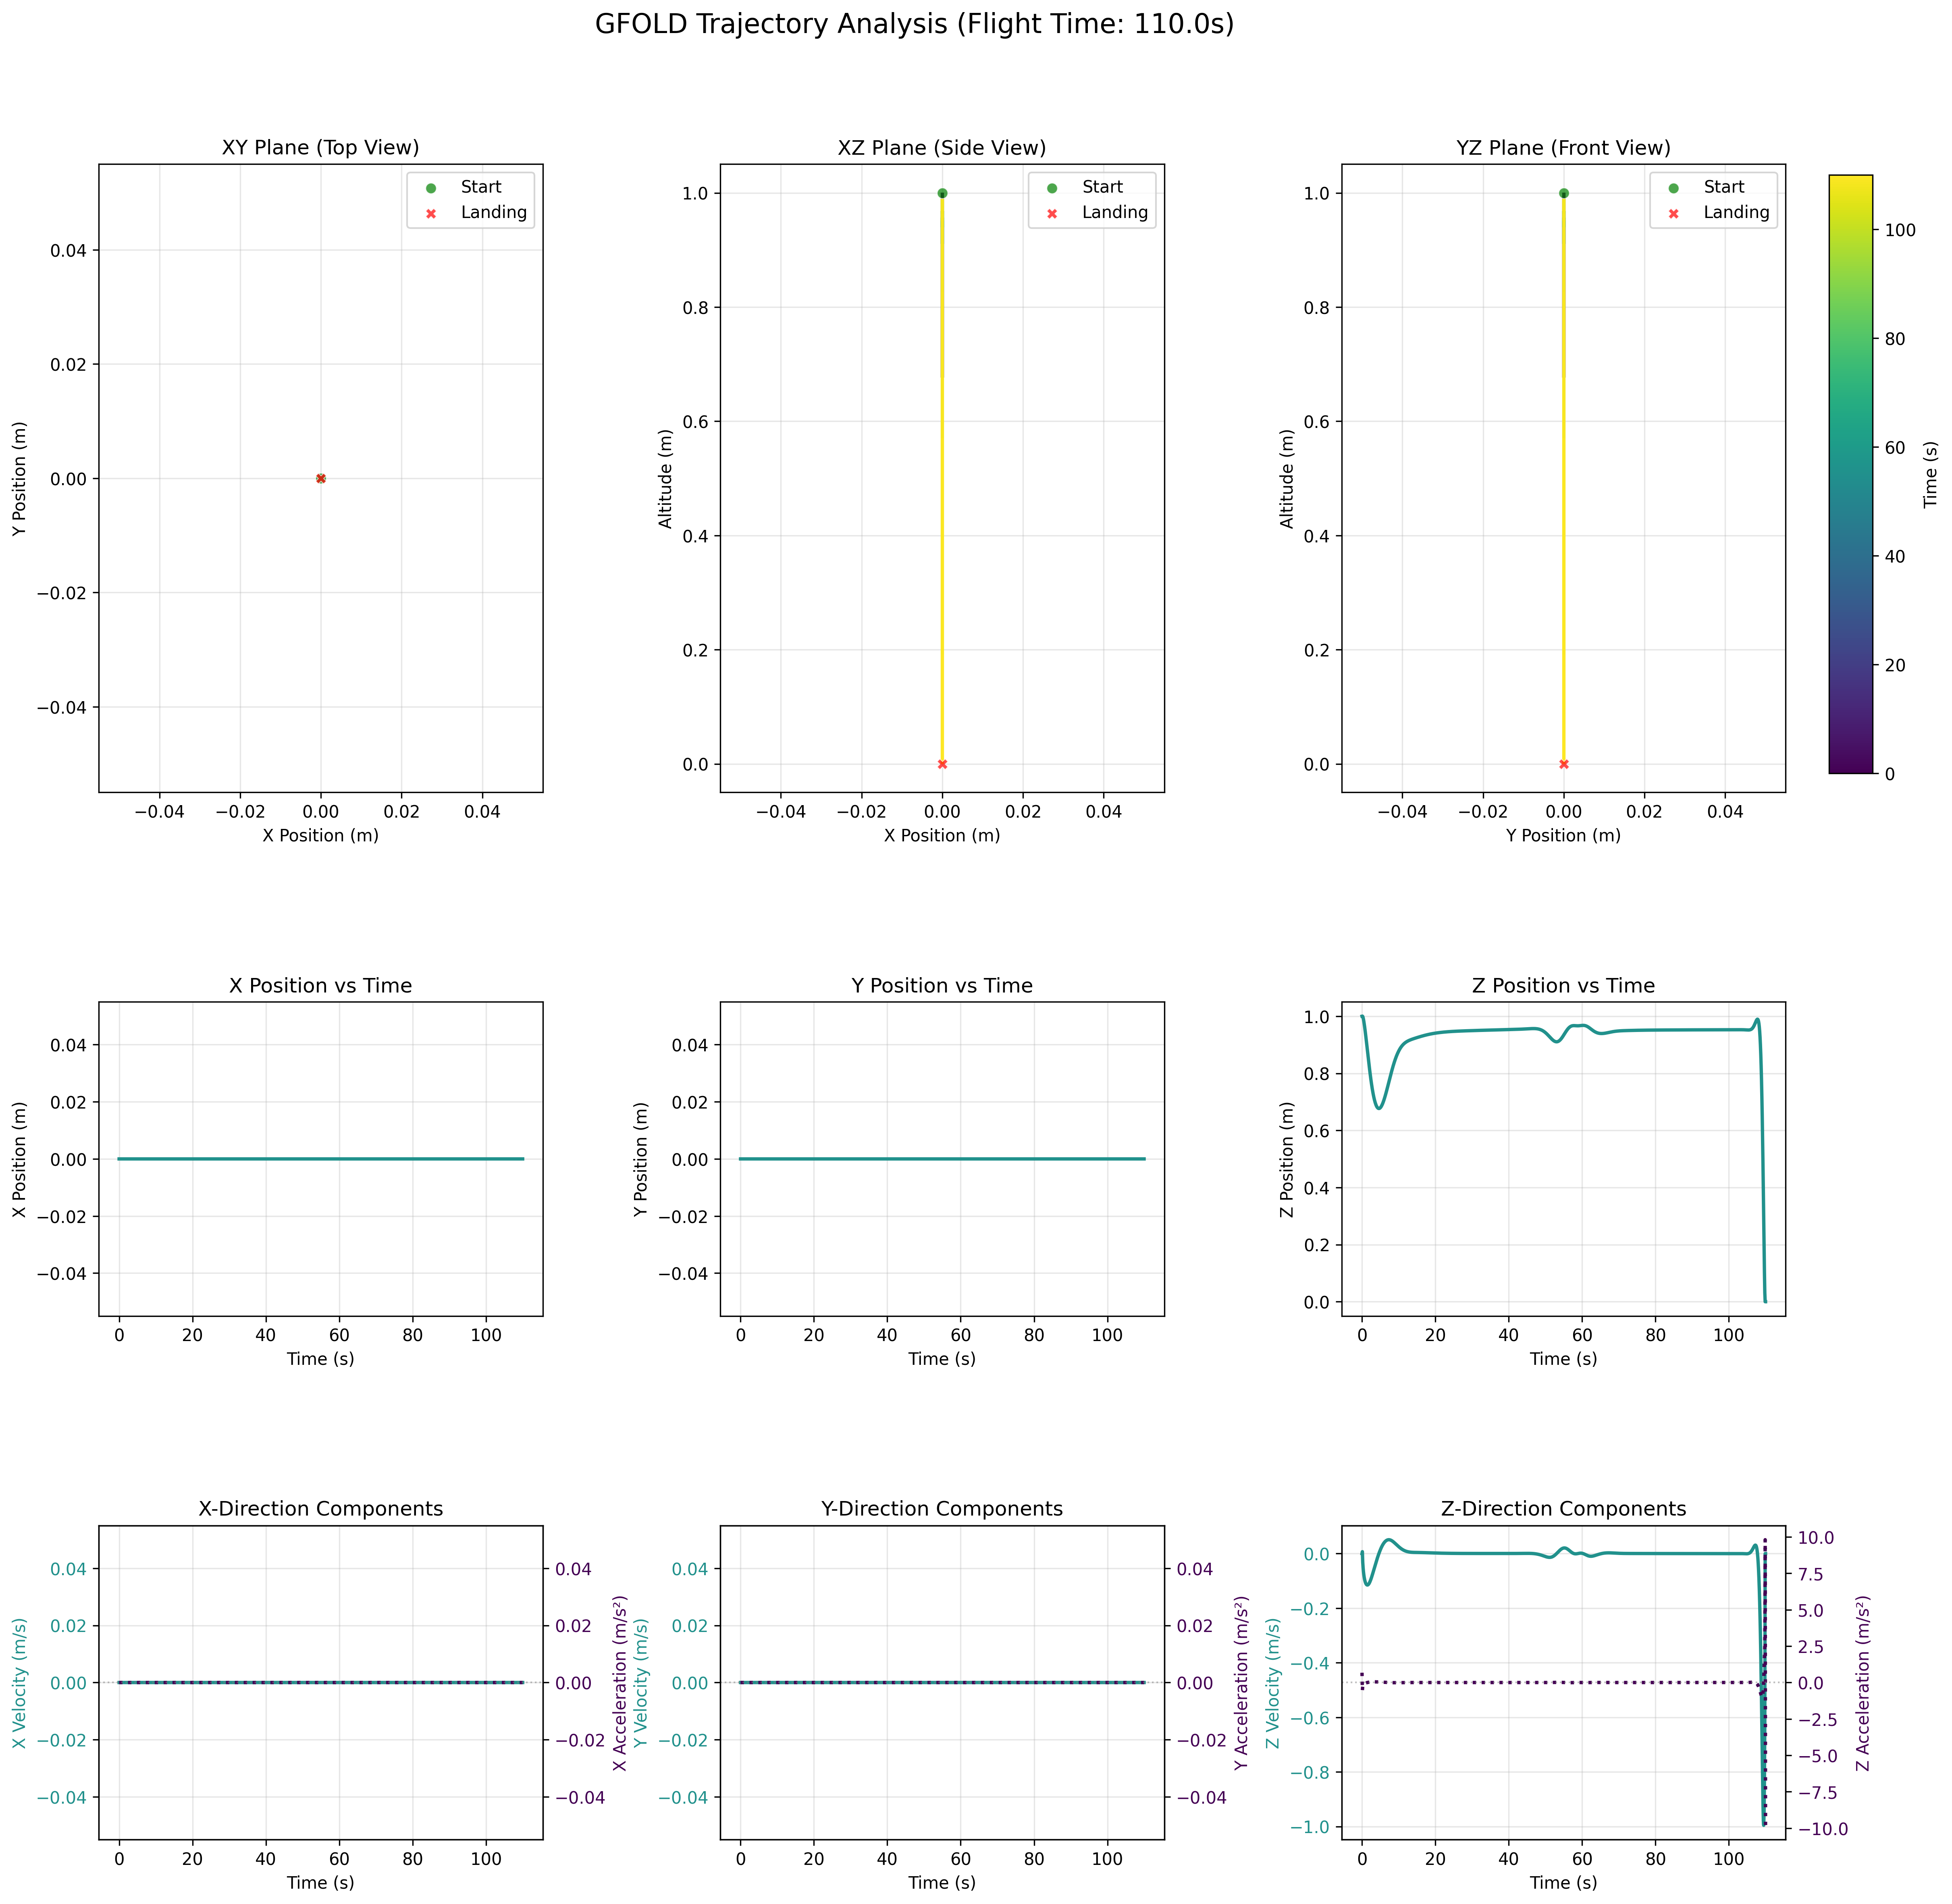 GFOLD Trajectory Analysis (Flight Time: 110.0s)
XY Plane (Top View)
Start
Landing
0.04
0.02
0.00
−0.02
−0.04
Y Position (m)
−0.04 −0.02 0.00 0.02 0.04
X Position (m)
XZ Plane (Side View)
Start
Landing
1.0
0.8
0.6
0.4
0.2
0.0
Altitude (m)
−0.04 −0.02 0.00 0.02 0.04
X Position (m)
YZ Plane (Front View)
Start
Landing
1.0
0.8
0.6
0.4
0.2
0.0
Altitude (m)
−0.04 −0.02 0.00 0.02 0.04
Y Position (m)
100
80
60
40
20
0
Time (s)
X Position vs Time
0.04
0.02
0.00
−0.02
−0.04
X Position (m)
0 20 40 60 80 100
Time (s)
Y Position vs Time
0.04
0.02
0.00
−0.02
−0.04
Y Position (m)
0 20 40 60 80 100
Time (s)
Z Position vs Time
1.0
0.8
0.6
0.4
0.2
0.0
Z Position (m)
0 20 40 60 80 100
Time (s)
X-Direction Components
0.04
0.02
0.00
−0.02
−0.04
X Velocity (m/s)
0.04
0.02
0.00
−0.02
−0.04
X Acceleration (m/s²)
0 20 40 60 80 100
Time (s)
Y-Direction Components
0.04
0.02
0.00
−0.02
−0.04
Y Velocity (m/s)
0.04
0.02
0.00
−0.02
−0.04
Y Acceleration (m/s²)
0 20 40 60 80 100
Time (s)
Z-Direction Components
0.0
−0.2
−0.4
−0.6
−0.8
−1.0
Z Velocity (m/s)
10.0
7.5
5.0
2.5
0.0
−2.5
−5.0
−7.5
−10.0
Z Acceleration (m/s²)
0 20 40 60 80 100
Time (s)